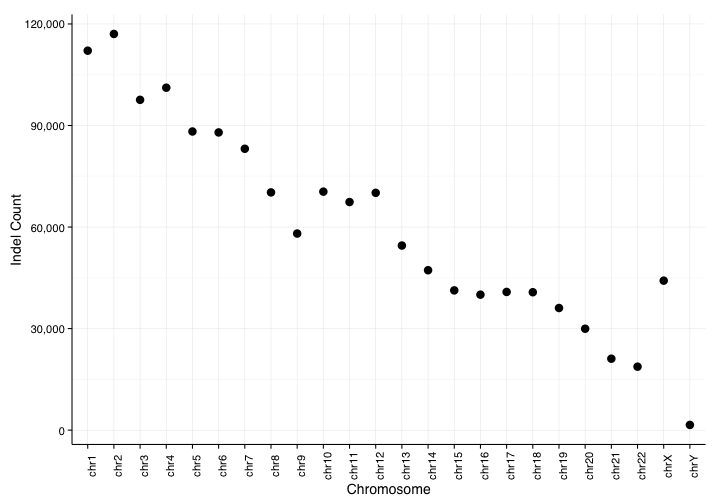 120,000
90,000
60,000
30,000
0
Indel Count
chr1
chr2
chr3
chr4
chr5
chr6
chr7
chr8
chr9
chr10
chr11
chr12
chr13
chr14
chr15
chr16
chr17
chr18
chr19
chr20
chr21
chr22
chrX
chrY
Chromosome